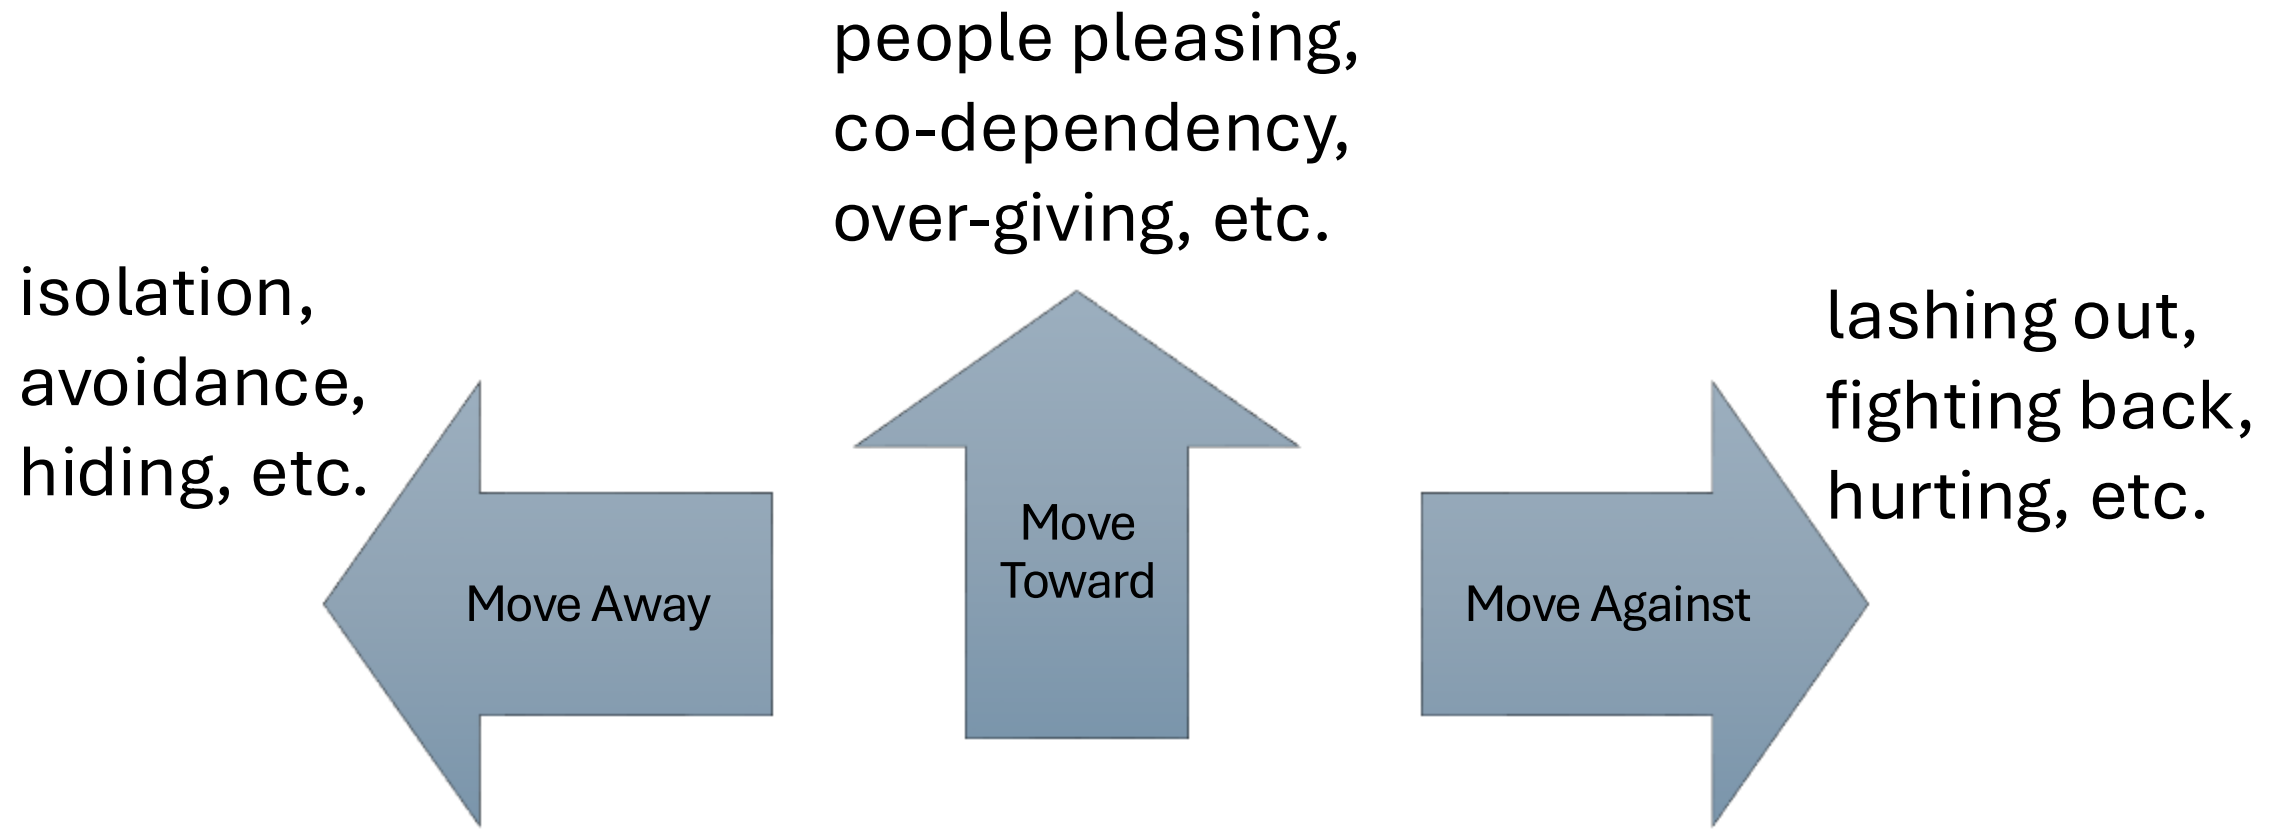 people pleasing,
co-dependency,
over-giving, etc.
isolation,
avoidance,
hiding, etc.
lashing out,
fighting back,
hurting, etc.
Move Away
Move
Toward
Move Against